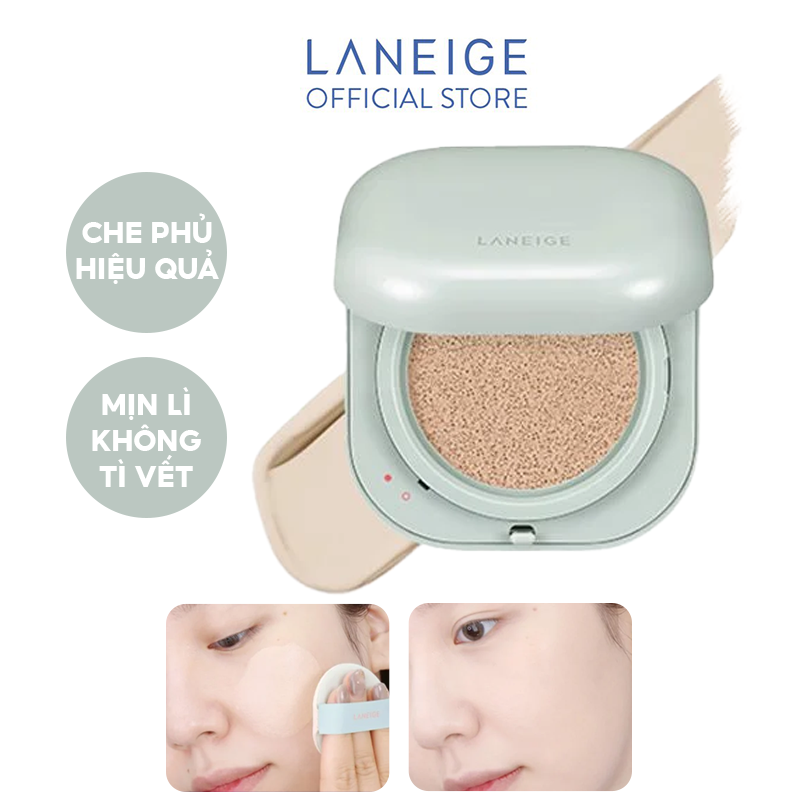 LANEIGE
OFFICIAL STORE
CHE PHỦ
HIỆU QUẢ
LANEIGE
MỊN LÌ
KHÔNG
TÌ VẾT
LANEIGE